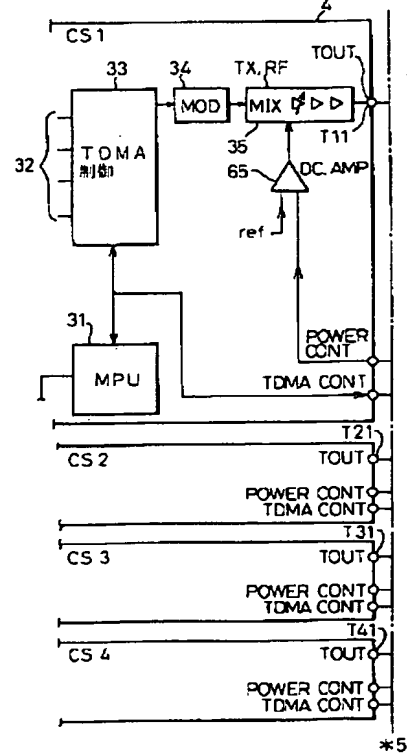 4
CS 1
33
34
TX, RF
TOUT
TDMA
制御
MOD
MIX
35
T11
32
65
DC. AMP
ref
31
MPU
POWER
CONT
TDMA CONT
T21
CS 2
TOUT
POWER CONT
TDMA CONT
T31
CS 3
TOUT
POWER CONT
TDMA CONT
T41
CS 4
TOUT
POWER CONT
TDMA CONT
*5